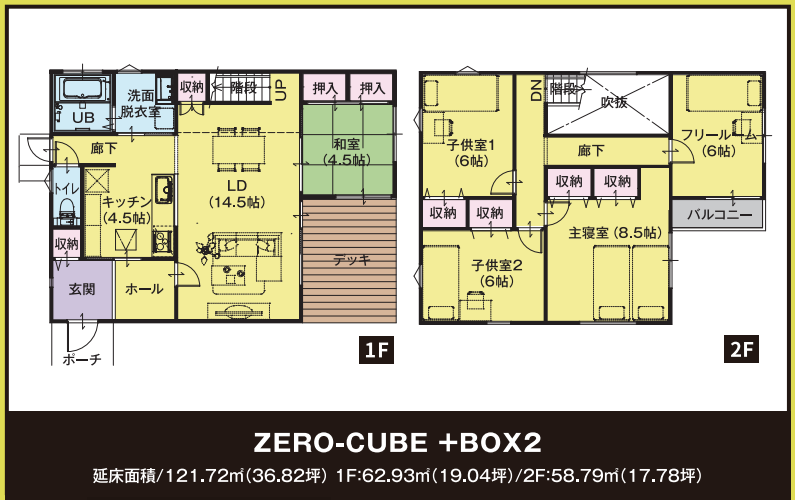 UB
洗面
脱衣室
収納
階段
UP
押入
押入
廊下
和室
(4.5帖)
トイレ
キッチン
(4.5帖)
LD
(14.5帖)
収納
玄関
ホール
デッキ
ポーチ
1F
DN
階段
吹抜
子供室1
(6帖)
廊下
フリールーム
(6帖)
収納
収納
収納
収納
バルコニー
主寝室(8.5帖)
子供室2
(6帖)
2F
ZERO-CUBE +BOX2
延床面積/121.72㎡(36.82坪) 1F:62.93㎡(19.04坪)/2F:58.79㎡(17.78坪)